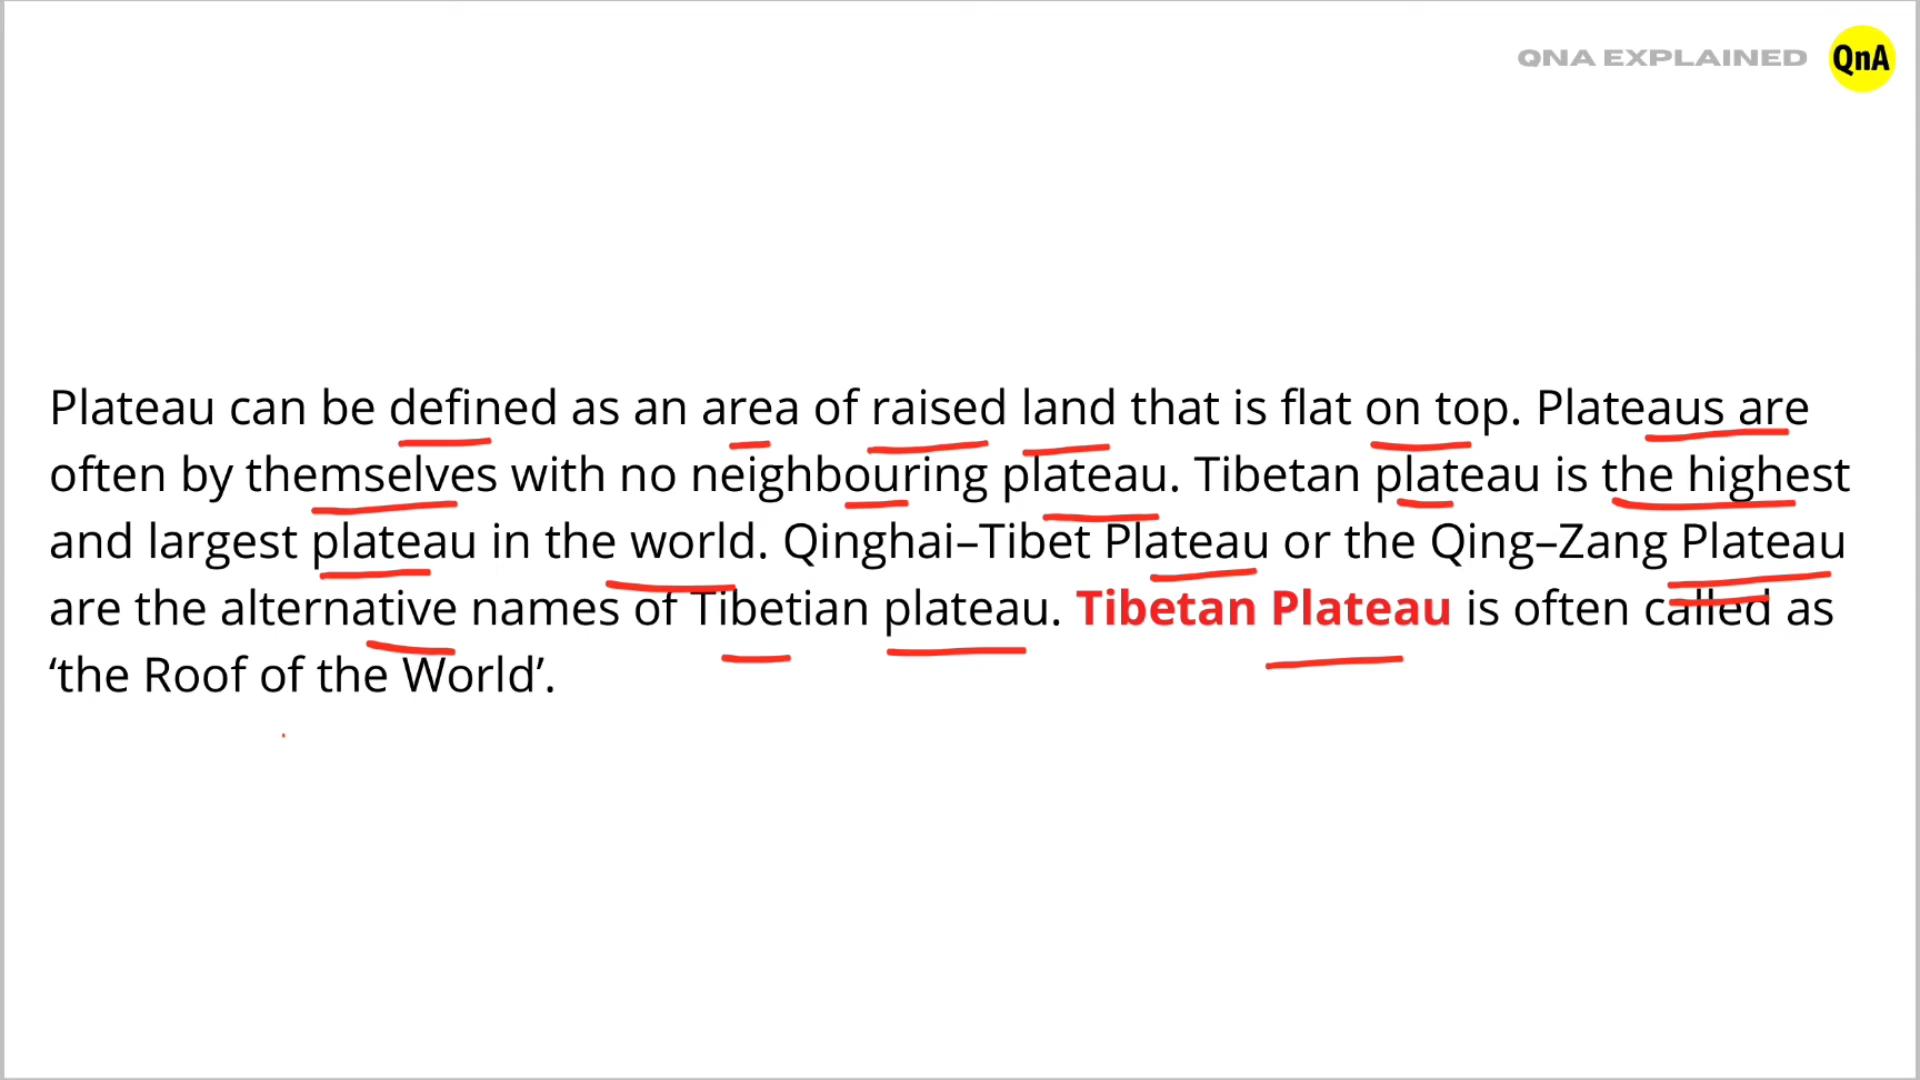 QNA EXPLAINED QnA
Plateau can be defined as an area of raised land that is flat on top. Plateaus are
often by themselves with no neighbouring plateau. Tibetan plateau is the highest
and largest plateau in the world. Qinghai–Tibet Plateau or the Qing–Zang Plateau
are the alternative names of Tibetian plateau. Tibetan Plateau is often called as
‘the Roof of the World’.